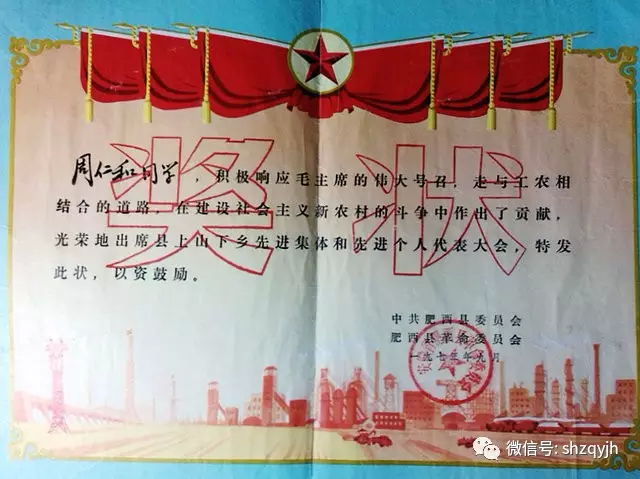 奖状
周仁和同学，积极响应毛主席的伟大号召，走与工农相
结合的道路，在建设社会主义新农村的斗争中作出了贡献，
光荣地出席县上山下乡先进集体和先进个人代表大会，特发
此状，以资鼓励。
中共肥西县委员会
肥西县革命委员会
一九七三年九月
微信号: shzqyjh